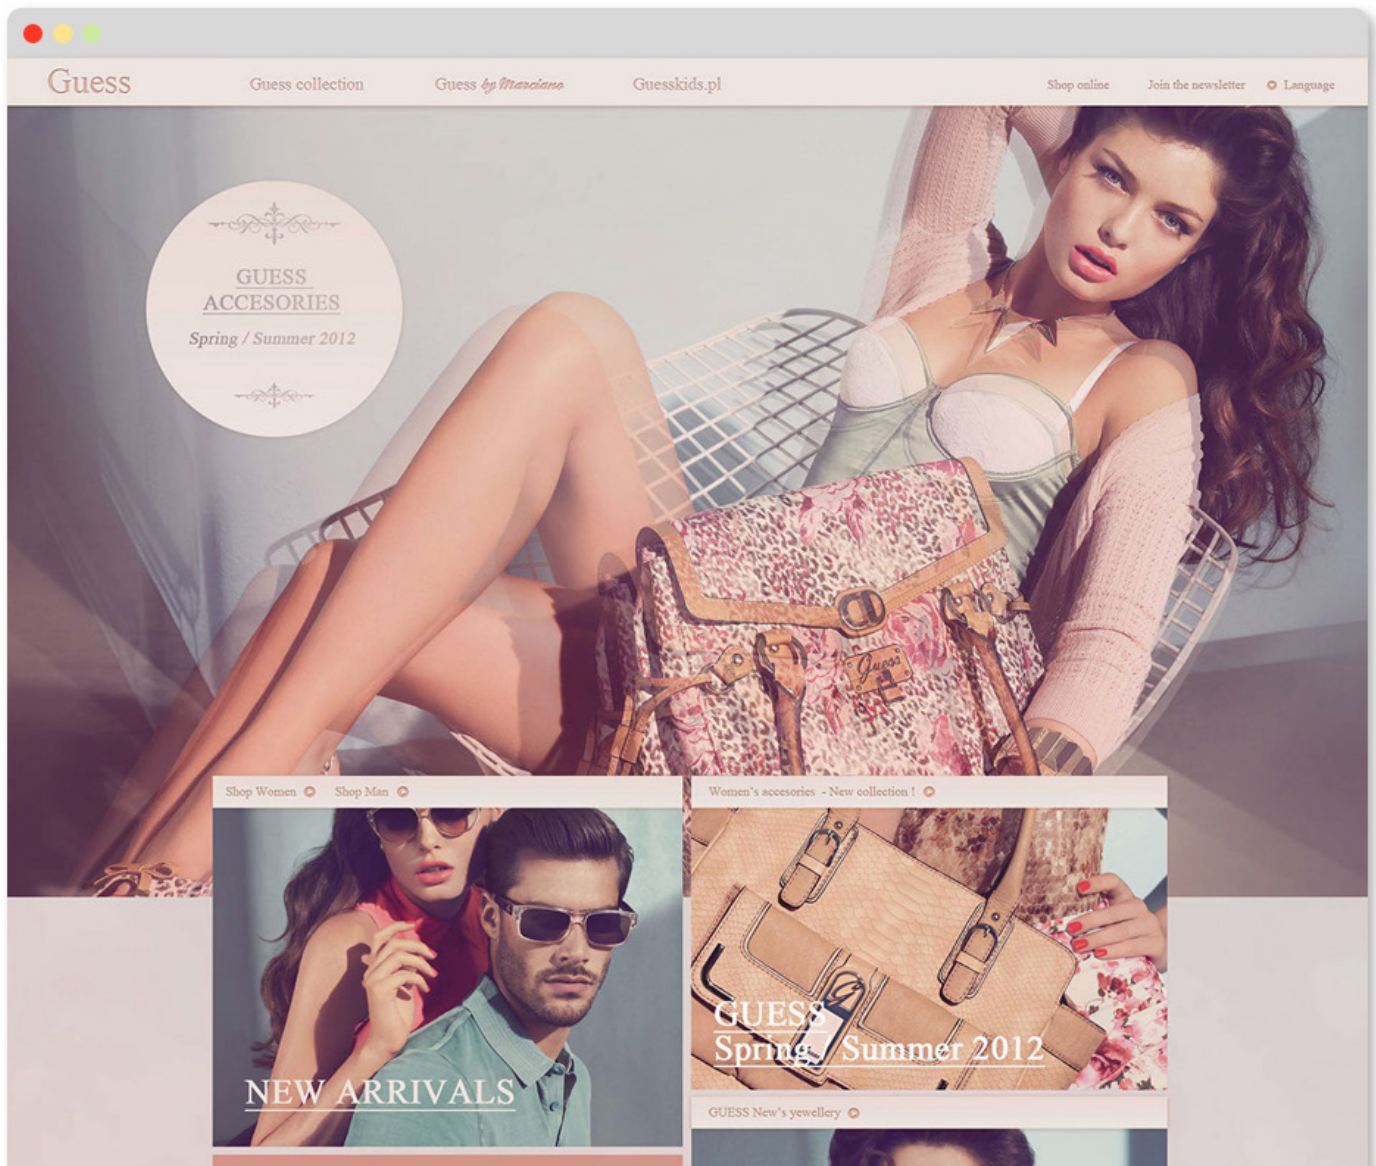 Guess
Guess collection
Guess by Marciano
Guesskids.pl
Shop online
Join the newsletter
Language
GUESS
ACCESORIES
Spring / Summer 2012
Guess
Shop Women
Shop Man
Women's accesories - New collection !
G
GUESS
Spring / Summer 2012
NEW ARRIVALS
GUESS New's yewellery